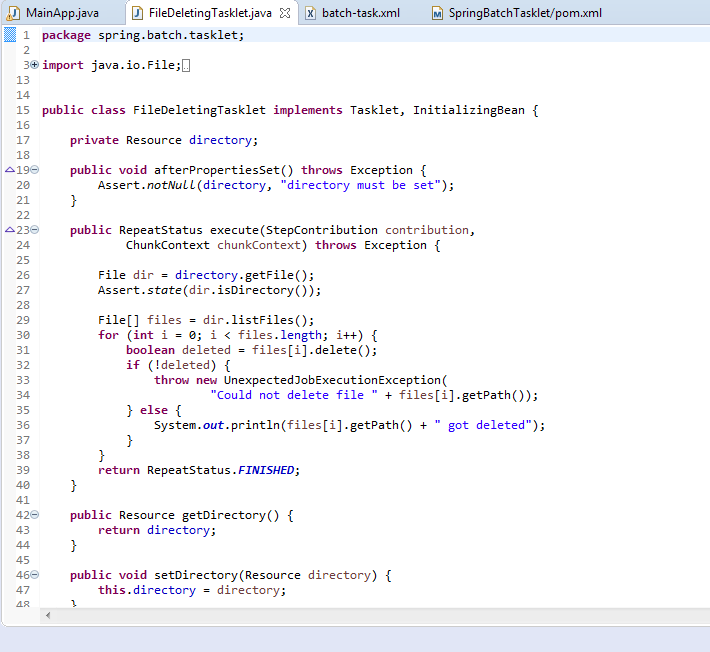 MainApp.java FileDeletingTasklet.java batch-task.xml SpringBatchTasklet/pom.xml
1 package spring.batch.tasklet;
2
3 import java.io.File;
13
14
15 public class FileDeletingTasklet implements Tasklet, InitializingBean {
16
17     private Resource directory;
18
19     public void afterPropertiesSet() throws Exception {
20         Assert.notNull(directory, "directory must be set");
21     }
22
23     public RepeatStatus execute(StepContribution contribution,
24             ChunkContext chunkContext) throws Exception {
25
26         File dir = directory.getFile();
27         Assert.state(dir.isDirectory());
28
29         File[] files = dir.listFiles();
30         for (int i = 0; i < files.length; i++) {
31             boolean deleted = files[i].delete();
32             if (!deleted) {
33                 throw new UnexpectedJobExecutionException(
34                         "Could not delete file " + files[i].getPath());
35             } else {
36                 System.out.println(files[i].getPath() + " got deleted");
37             }
38         }
39         return RepeatStatus.FINISHED;
40     }
41
42     public Resource getDirectory() {
43         return directory;
44     }
45
46     public void setDirectory(Resource directory) {
47         this.directory = directory;
48     }